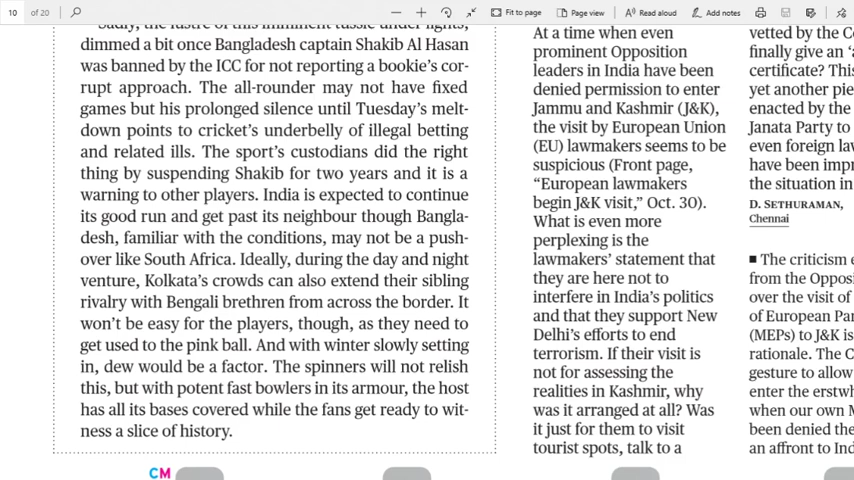 10 of 20
Fit to page
Page view
Read aloud
Add notes
dimmed a bit once Bangladesh captain Shakib Al Hasan
was banned by the ICC for not reporting a bookie's cor-
rupt approach. The all-rounder may not have fixed
games but his prolonged silence until Tuesday's melt-
down points to cricket's underbelly of illegal betting
and related ills. The sport's custodians did the right
thing by suspending Shakib for two years and it is a
warning to other players. India is expected to continue
its good run and get past its neighbour though Bangla-
desh, familiar with the conditions, may not be a push-
over like South Africa. Ideally, during the day and night
venture, Kolkata's crowds can also extend their sibling
rivalry with Bengali brethren from across the border. It
won't be easy for the players, though, as they need to
get used to the pink ball. And with winter slowly setting
in, dew would be a factor. The spinners will not relish
this, but with potent fast bowlers in its armour, the host
has all its bases covered while the fans get ready to wit-
ness a slice of history.
CM
At a time when even
prominent Opposition
leaders in India have been
denied permission to enter
Jammu and Kashmir (J&K),
the visit by European Union
(EU) lawmakers seems to be
suspicious (Front page,
“European lawmakers
begin J&K visit,” Oct. 30).
What is even more
perplexing is the
lawmakers' statement that
they are here not to
interfere in India's politics
and that they support New
Delhi's efforts to end
terrorism. If their visit is
not for assessing the
realities in Kashmir, why
was it arranged at all? Was
it just for them to visit
tourist spots, talk to a
vetted by the
finally give an
certificate? This
yet another
enacted by the
Janata Party to
even foreign
have been
the situation in
D. SETHURAMAN,
Chennai
■ The criticism
from the
over the visit of
of European
(MEPs) to J&K is
rationale. The
gesture to allow
enter the
when our own
been denied the
an affront to